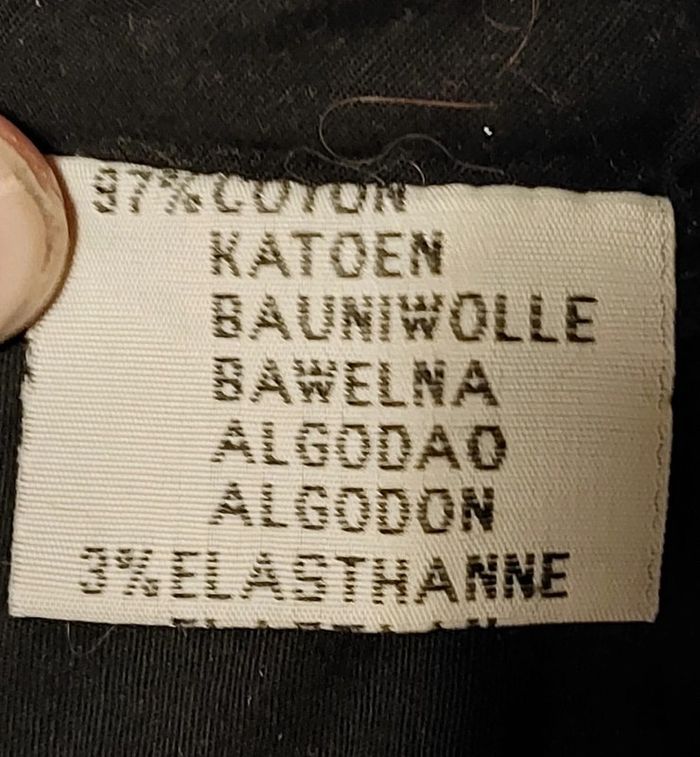 97% COTON
KATOEN
BAUNIWOLLE
BAWELNA
ALGODAO
ALGODON
3% ELASTHANNE